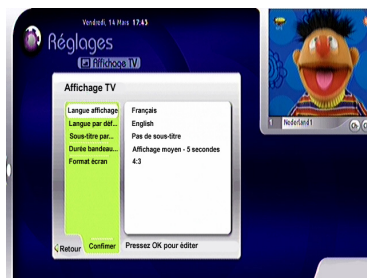 Vendredi, 14 Mars 17:43
Réglages
Affichage TV
Affichage TV
Langue affichage Français
Langue par déf... English
Sous-titre par... Pas de sous-titre
Durée bandeau... Affichage moyen - 5 secondes
Format écran 4:3
Retour Confimer Pressez OK pour éditer
1 Nederland 1